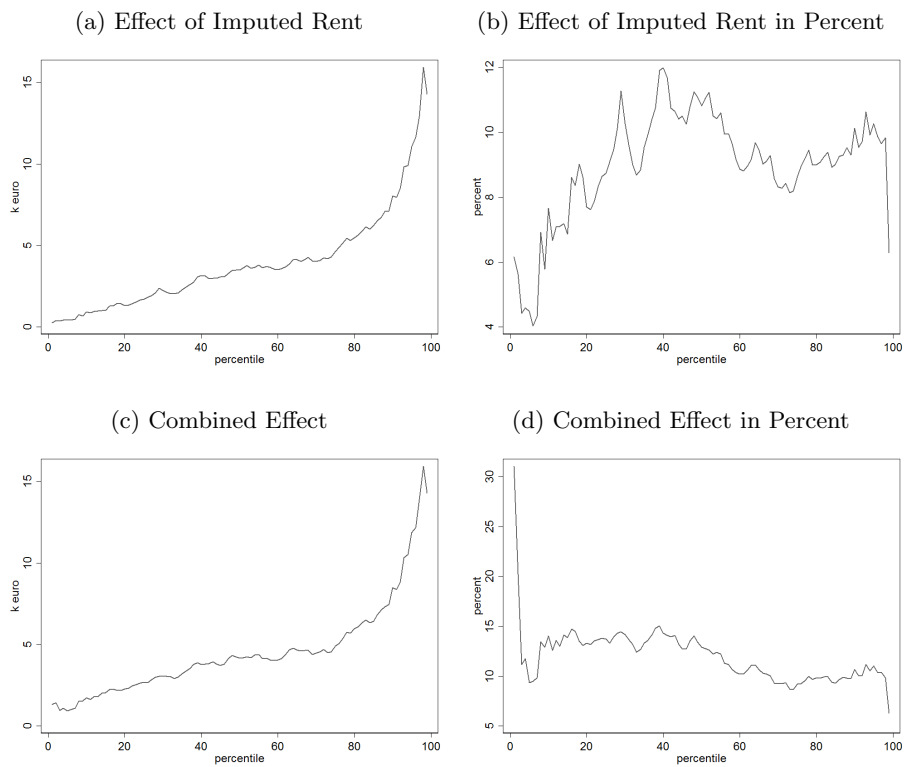 (a) Effect of Imputed Rent
(b) Effect of Imputed Rent in Percent
k euro
0 5 10 15
0 20 40 60 80 100
percentile
percent
4 6 8 10 12
0 20 40 60 80 100
percentile
(c) Combined Effect
(d) Combined Effect in Percent
k euro
0 5 10 15
0 20 40 60 80 100
percentile
percent
5 10 15 20 25 30
0 20 40 60 80 100
percentile